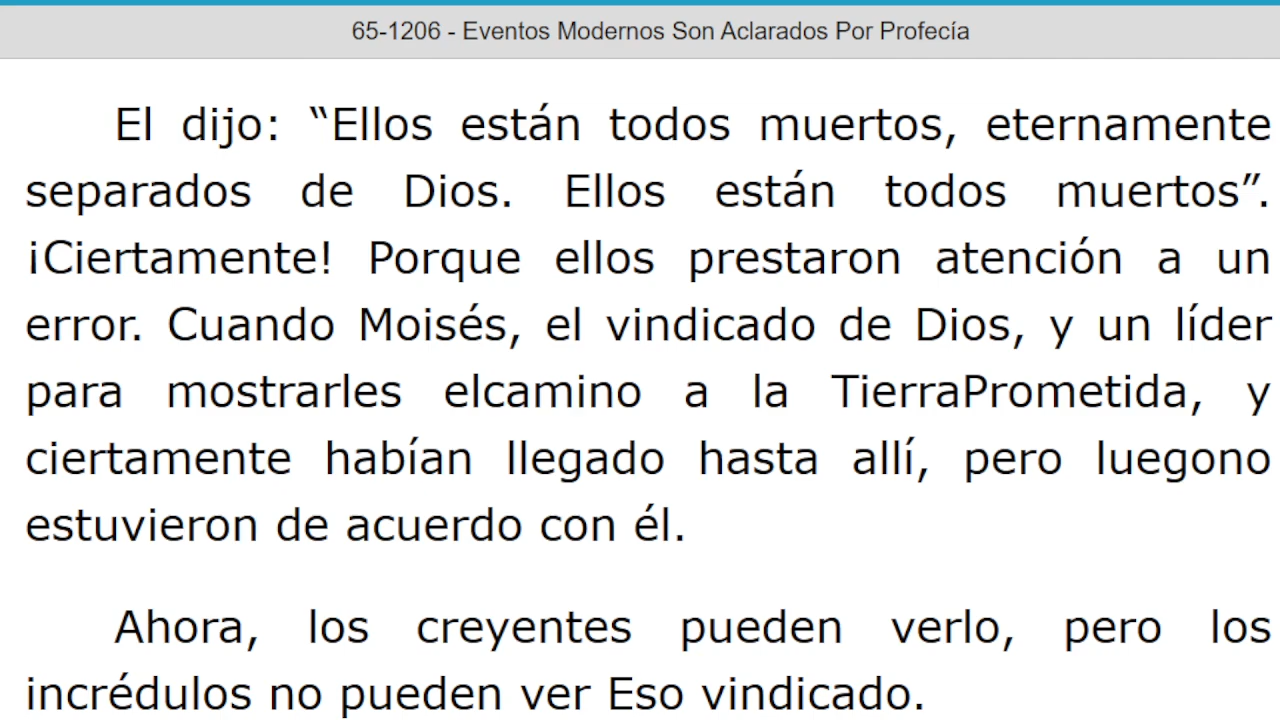 65-1206 - Eventos Modernos Son Aclarados Por Profecía
El dijo: “Ellos están todos muertos, eternamente
separados de Dios. Ellos están todos muertos”.
¡Ciertamente! Porque ellos prestaron atención a un
error. Cuando Moisés, el vindicado de Dios, y un líder
para mostrarles elcamino a la TierraPrometida, y
ciertamente habían llegado hasta allí, pero luegono
estuvieron de acuerdo con él.
Ahora, los creyentes pueden verlo, pero los
incrédulos no pueden ver Eso vindicado.